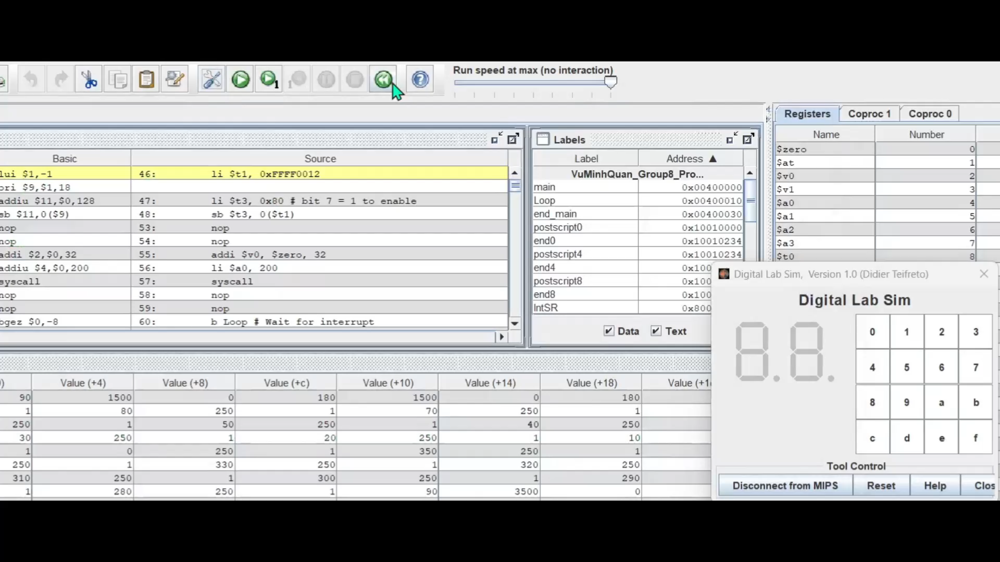 Run speed at max (no interaction)
1
1
Registers Coproc 1 Coproc 0
Name Number
$zero 0
$at 1
$v0 2
$v1 3
$a0 4
$a1 5
$a2 6
$a3 7
$t0 8
Basic Source
lui $1,-1 46: li $t1, 0xFFFF0012
ori $9,$1,18
addiu $11,$0,128 47: li $t3, 0x80 # bit 7 = 1 to enable
sb $11,0($9) 48: sb $t3, 0($t1)
nop 53: nop
nop 54: nop
addi $2,$0,32 55: addi $v0, $zero, 32
addiu $4,$0,200 56: li $a0, 200
syscall 57: syscall
nop 58: nop
nop 59: nop
bgez $0,-8 60: b Loop # Wait for interrupt
Labels
Label Address ▲
VuMinhQuan_Group8_Pro...
main 0x00400000
Loop 0x00400010
end_main 0x00400030
postscript0 0x10010000
end0 0x10010234
postscript4 0x10010234
end4 0x100
postscript8 0x100
end8 0x100
IntSR 0x800
Data Text
) Value (+4) Value (+8) Value (+c) Value (+10) Value (+14) Value (+18) Value (+1
90 1500 0 180 1500 0 180
1 80 250 1 70 250 1
250 1 50 250 1 40 250
30 250 1 20 250 1 10
1 0 250 1 350 250 1
250 1 330 250 1 320 250
310 250 1 300 250 1 290
1 280 250 1 90 3500 0
Digital Lab Sim, Version 1.0 (Didier Teifreto)
Digital Lab Sim
8.8.
0 1 2 3
4 5 6 7
8 9 a b
c d e f
Tool Control
Disconnect from MIPS Reset Help Clos